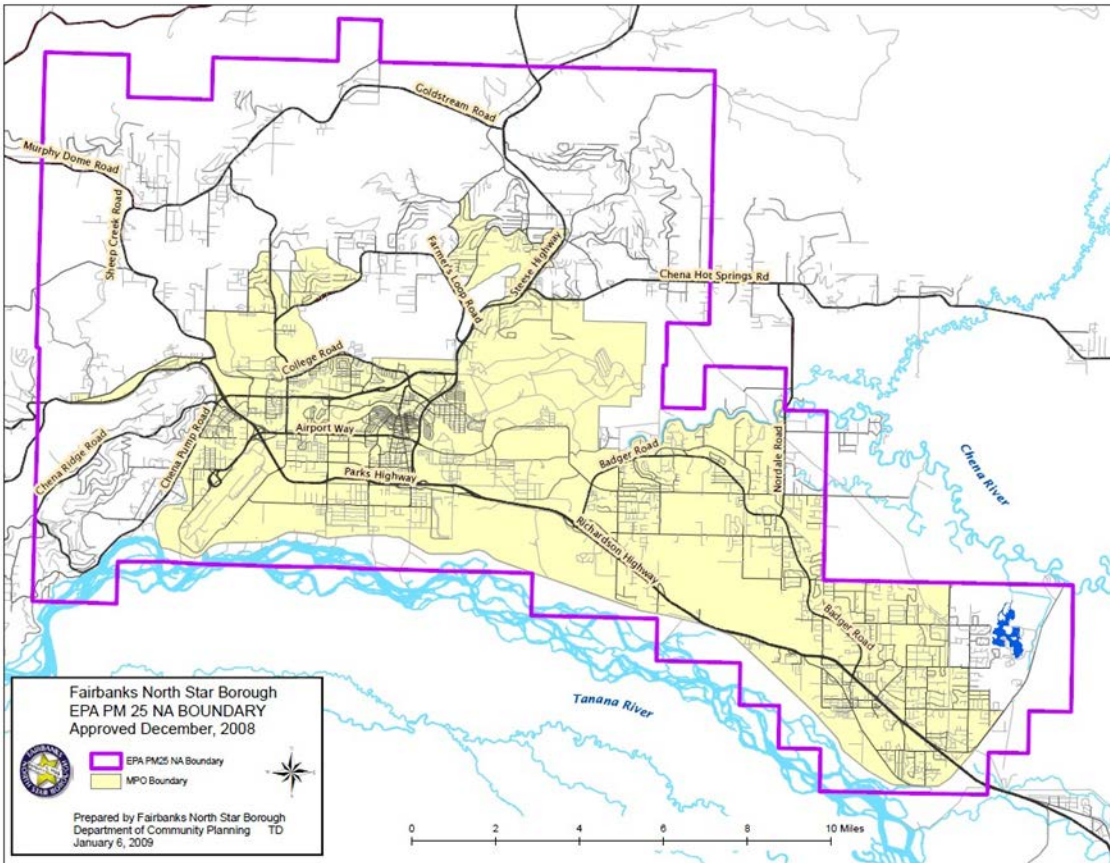 Goldstream Road
Murphy Dome Road
Sheep Creek Road
Farmer's Loop Road
Steese Highway
Chena Hot Springs Rd
College Road
Chena Ridge Road
Chena Pump Road
Airport Way
Parks Highway
Badger Road
Nordale Road
Chena River
Richardson Highway
Badger Road
Tanana River
Fairbanks North Star Borough
EPA PM 25 NA BOUNDARY
Approved December, 2008
EPA PM25 NA Boundary
MPO Boundary
FAIRBANKS
NORTH STAR BOROUGH
Prepared by Fairbanks North Star Borough
Department of Community Planning TD
January 6, 2009
0 2 4 6 8 10 Miles